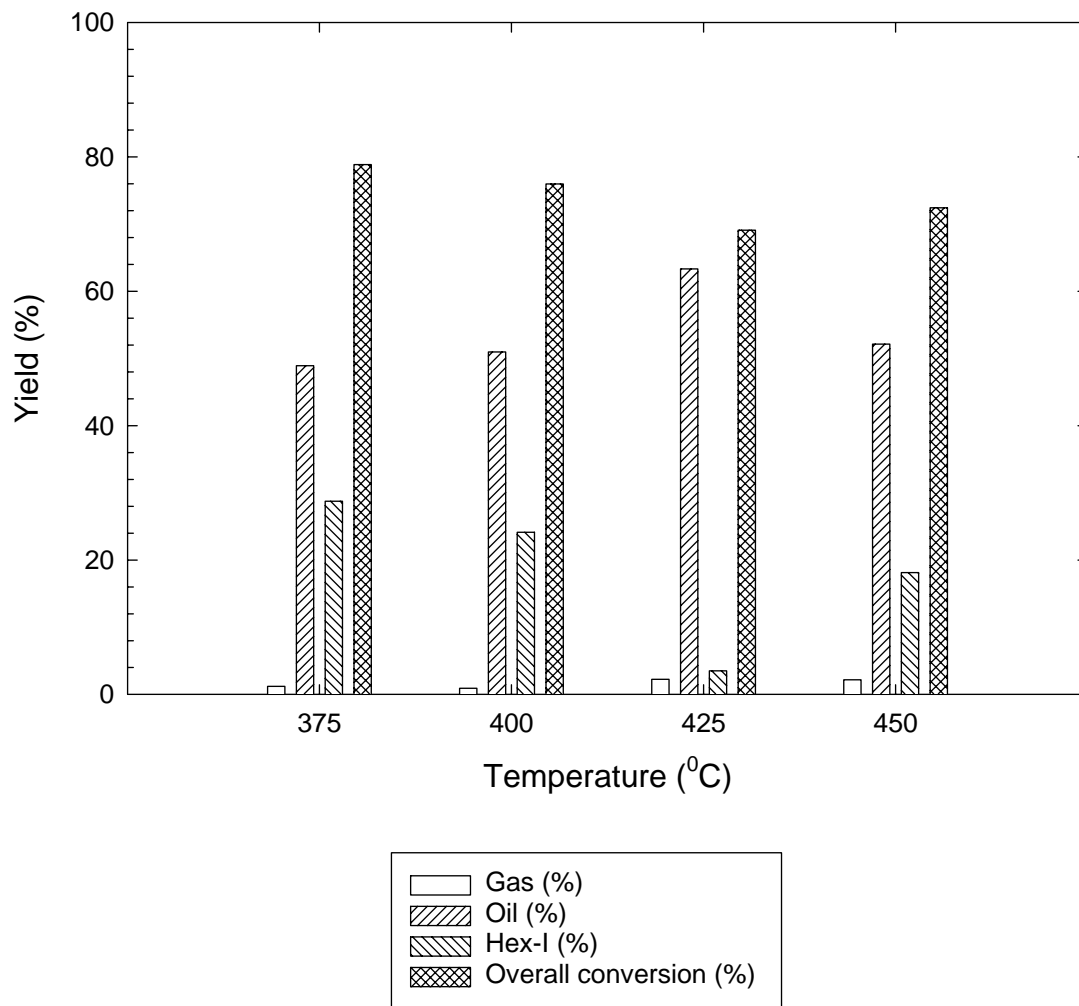 100
80
60
40
20
0
Yield (%)
375 400 425 450
Temperature (⁰C)
Gas (%)
Oil (%)
Hex-I (%)
Overall conversion (%)